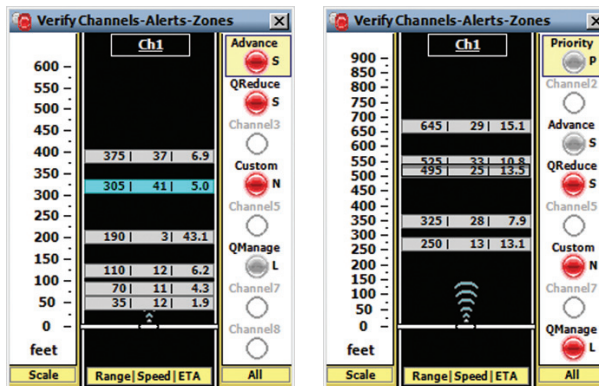 Verify Channels-Alerts-Zones
Ch1
600
550
500
450
400
350
300
250
200
150
100
50
0
feet
Scale
375 | 37 | 6.9
305 | 41 | 5.0
190 | 3 | 43.1
110 | 12 | 6.2
70 | 11 | 4.3
35 | 12 | 1.9
Range|Speed|ETA
Advance
S
QReduce
S
Channel3
Custom
N
Channel5
QManage
L
Channel7
Channel8
All
Verify Channels-Alerts-Zones
Ch1
900
850
800
750
700
650
600
550
500
450
400
350
300
250
200
150
100
50
0
feet
Scale
645 | 29 | 15.1
525 | 33 | 10.8
495 | 25 | 13.5
325 | 28 | 7.9
250 | 13 | 13.1
Range|Speed|ETA
Priority
P
Channel2
Advance
S
QReduce
S
Channel5
Custom
N
Channel7
QManage
L
All